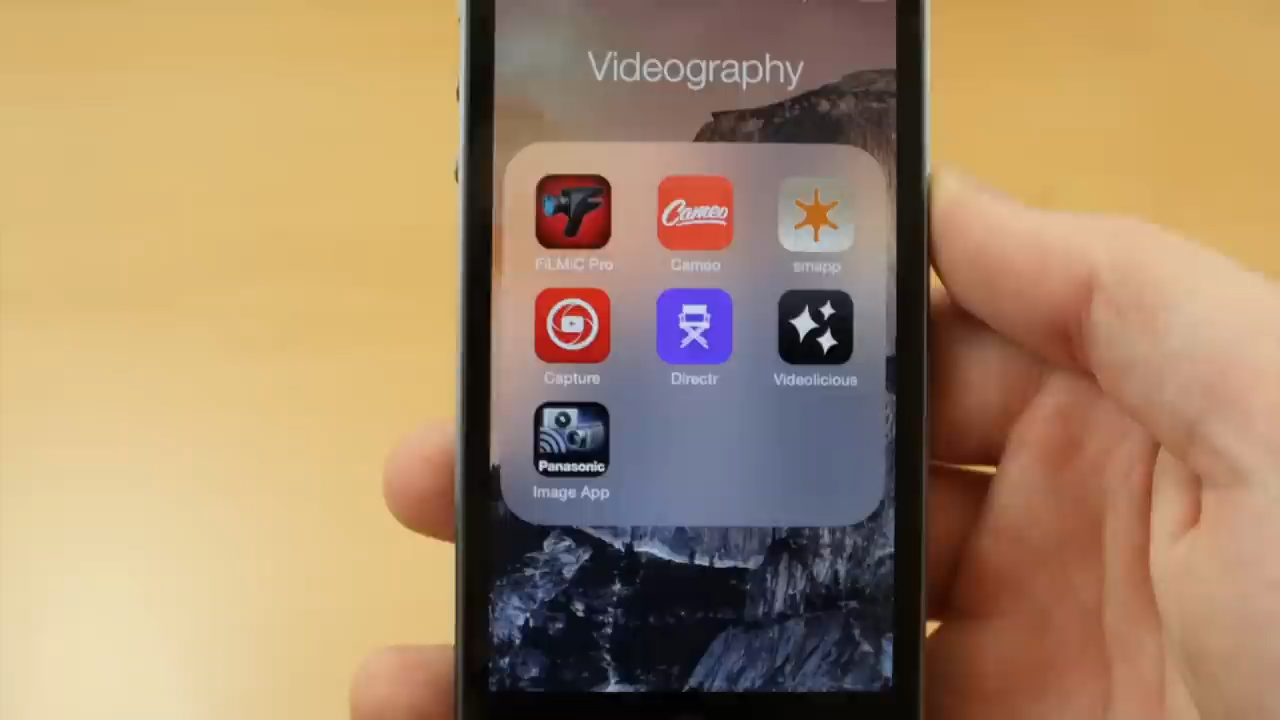 Videography
Cameo
FiLMiC Pro Cameo smapp
Capture Directr Videolicious
Panasonic
Image App